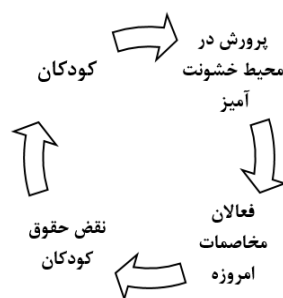 کودکان
پرورش در
محیط خشونت
آمیز
فعالان
مخاصمات
امروزه
نقض حقوق
کودکان